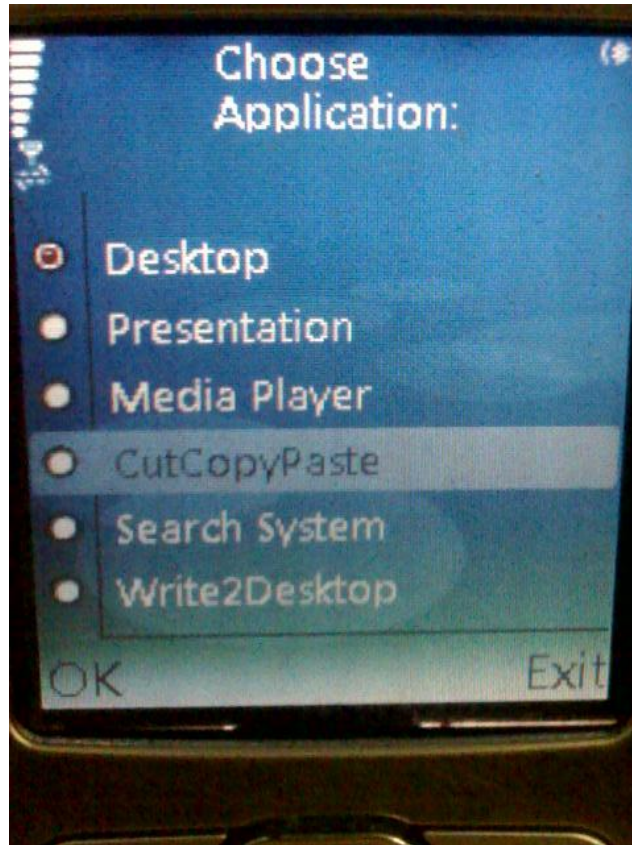 Choose
Application:
Desktop
Presentation
Media Player
CutCopyPaste
Search System
Write2Desktop
OK Exit